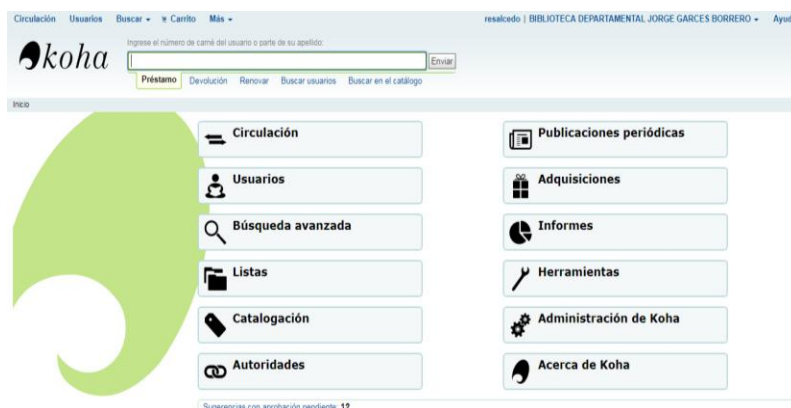 Circulación Usuarios Buscar Carrito Más resalcedo | BIBLIOTECA DEPARTAMENTAL JORGE GARCES BORRERO Ayud
koha
Ingrese el número de carné del usuario o parte de su apellido:
Enviar
Préstamo Devolución Renovar Buscar usuarios Buscar en el catálogo
Inicio
Circulación
Usuarios
Búsqueda avanzada
Listas
Catalogación
Autoridades
Publicaciones periódicas
Adquisiciones
Informes
Herramientas
Administración de Koha
Acerca de Koha
Sugerencias con aprobación pendiente: 12